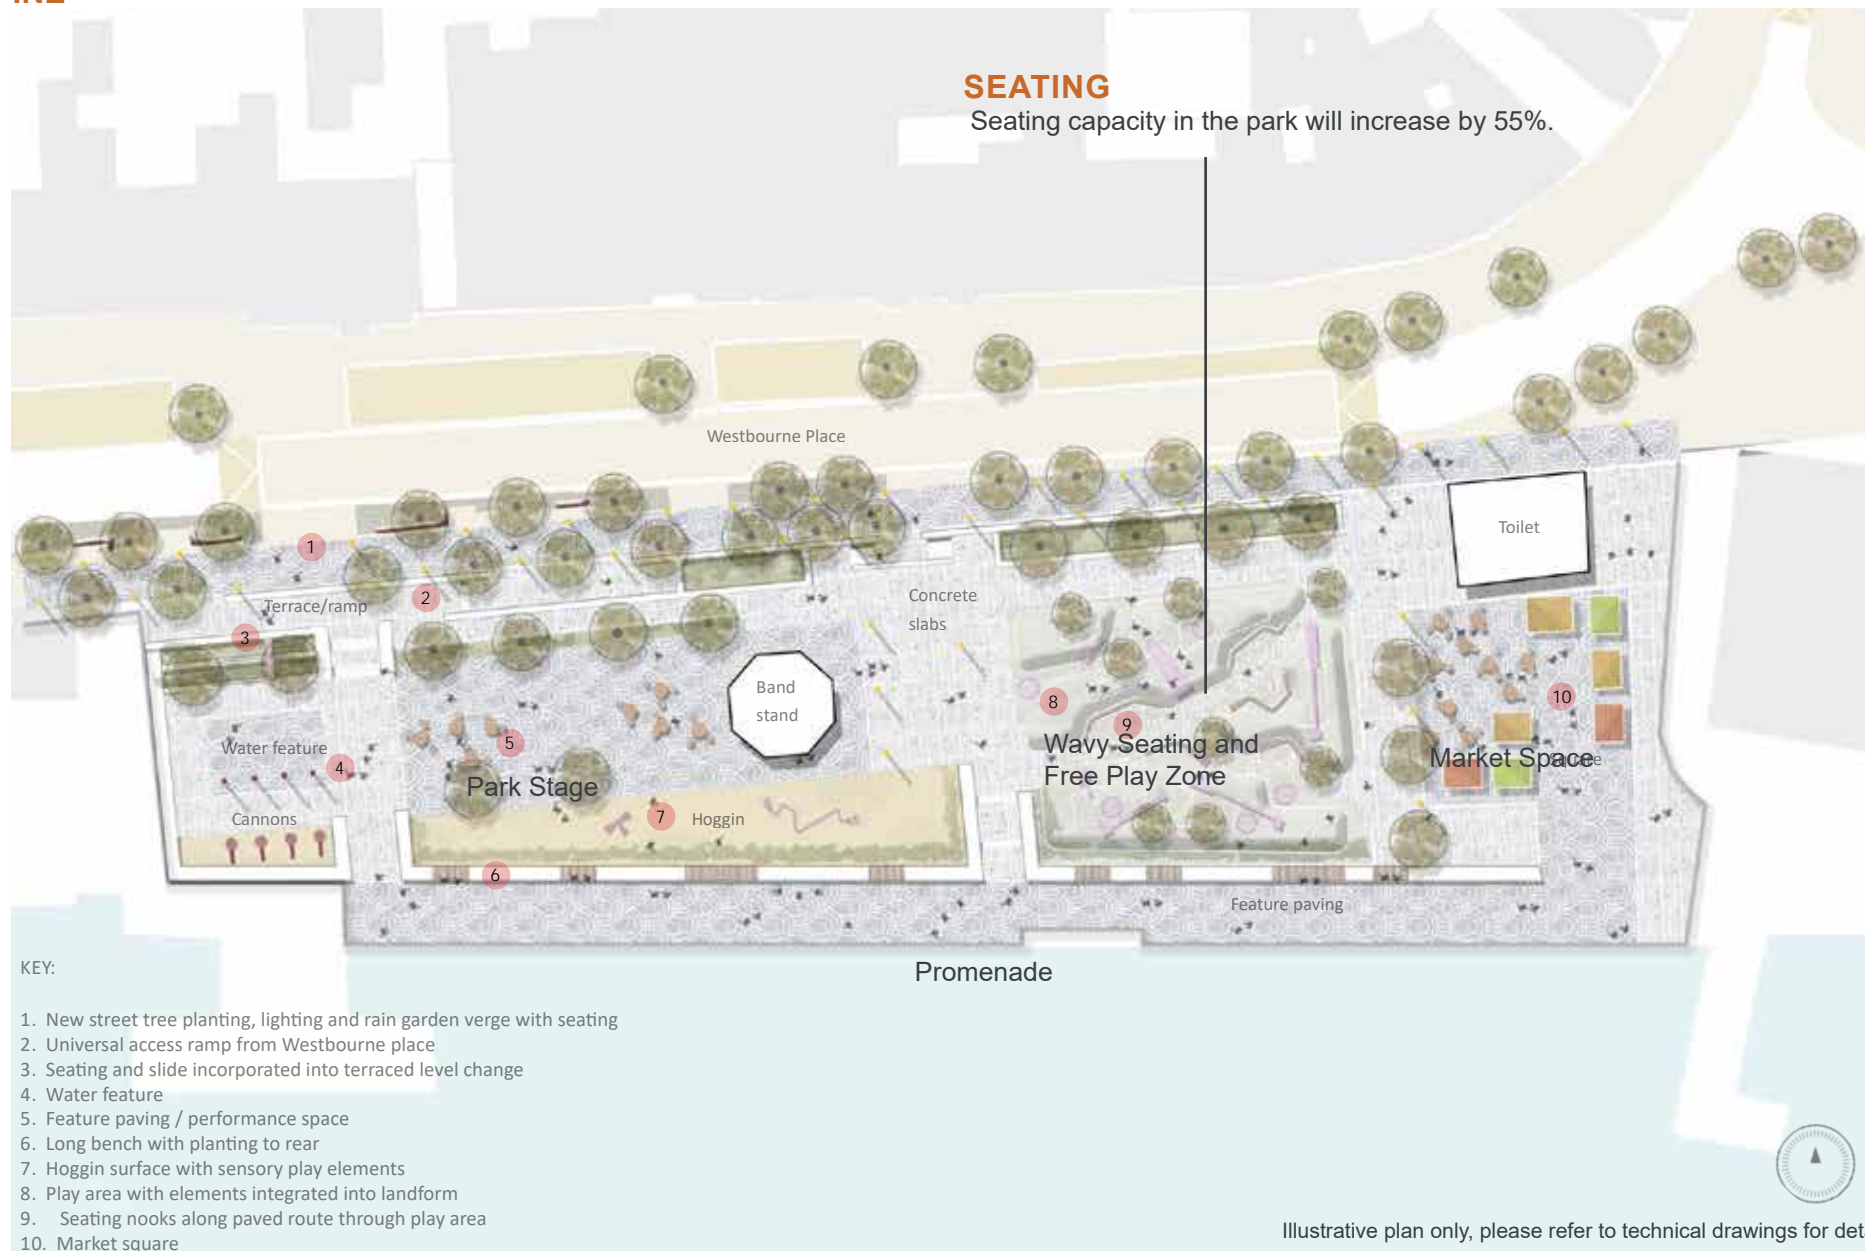 SEATING
Seating capacity in the park will increase by 55%.
Westbourne Place
Toilet
1
2
Terrace/ramp
Concrete
slabs
3
Band
stand
8
9
10
Water feature
4
5
Park Stage
Wavy Seating and
Free Play Zone
Market Space
Cannons
7
Hoggin
6
Feature paving
Promenade
KEY:
1. New street tree planting, lighting and rain garden verge with seating
2. Universal access ramp from Westbourne place
3. Seating and slide incorporated into terraced level change
4. Water feature
5. Feature paving / performance space
6. Long bench with planting to rear
7. Hoggin surface with sensory play elements
8. Play area with elements integrated into landform
9. Seating nooks along paved route through play area
10. Market square
Illustrative plan only, please refer to technical drawings for det